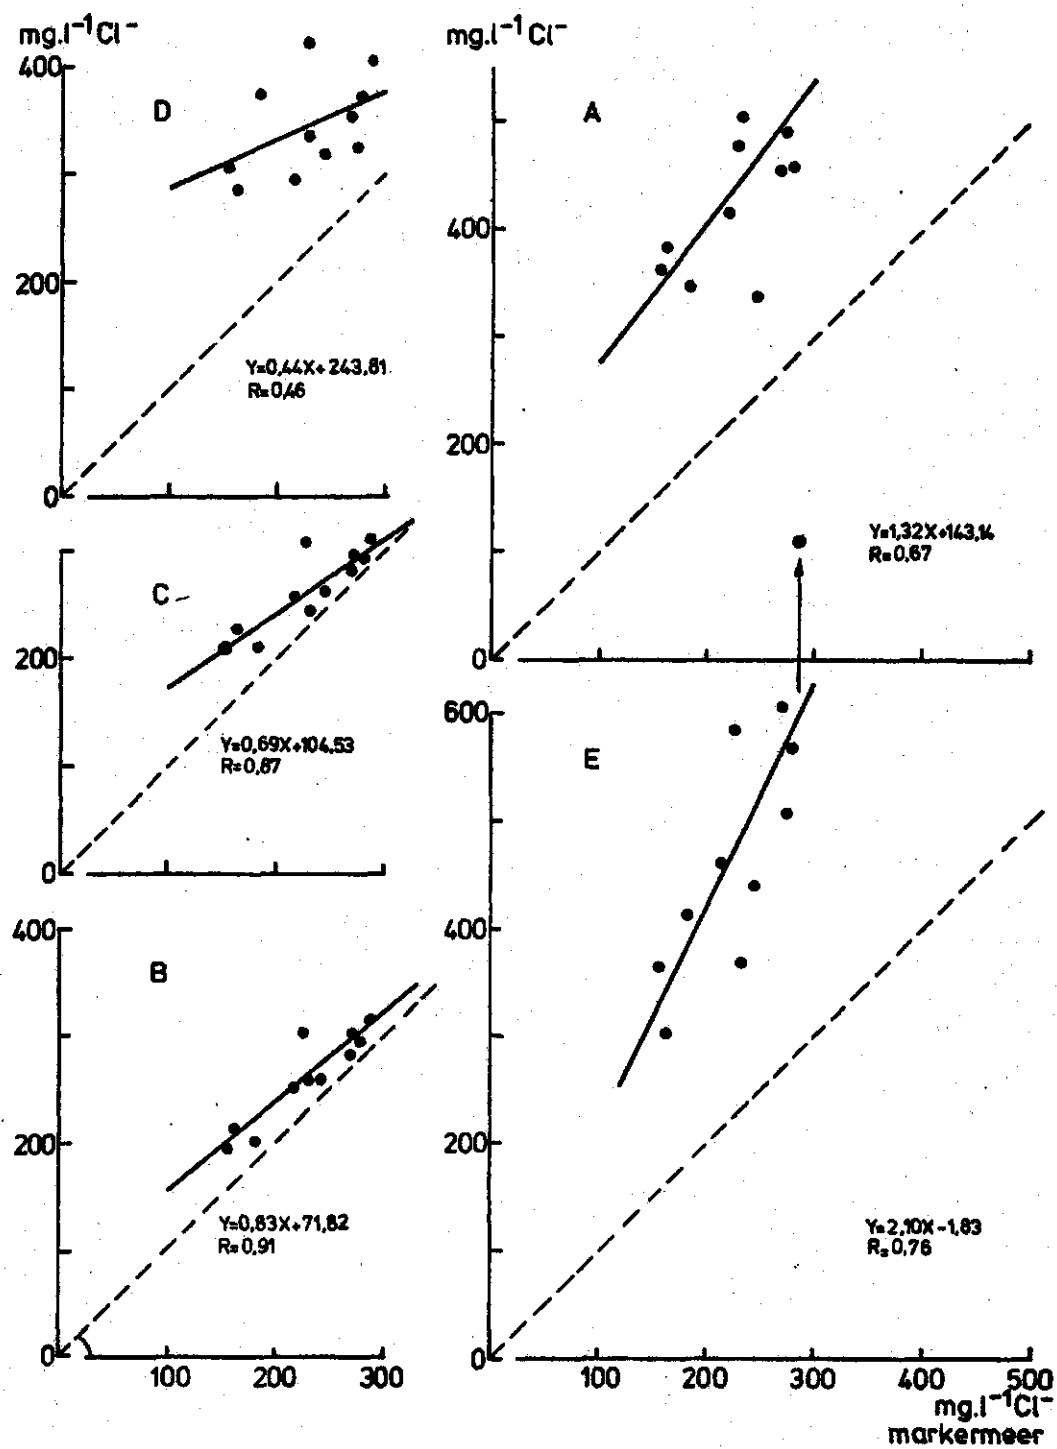 mg.l⁻¹Cl⁻
400
D
200
Y=0,44X+243,81
R=0,46
0
C
200
Y=0,69X+104,53
R=0,87
0
400
B
200
Y=0,83X+71,82
R=0,91
0
100 200 300
mg.l⁻¹Cl⁻
A
400
200
Y=1,32X+143,14
R=0,67
0
600
E
400
200
Y=2,10X-1,83
R=0,76
0
100 200 300 400 500
mg.l⁻¹Cl⁻
markermeer